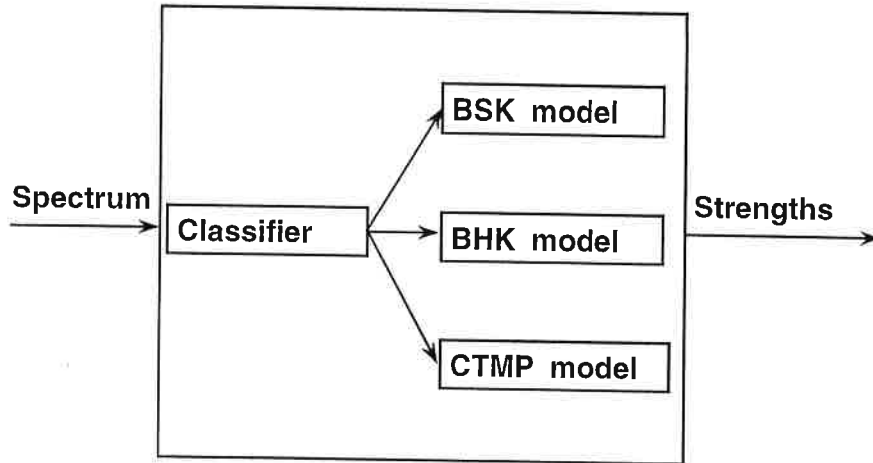 BSK model
Spectrum
Classifier
BHK model
Strengths
CTMP model